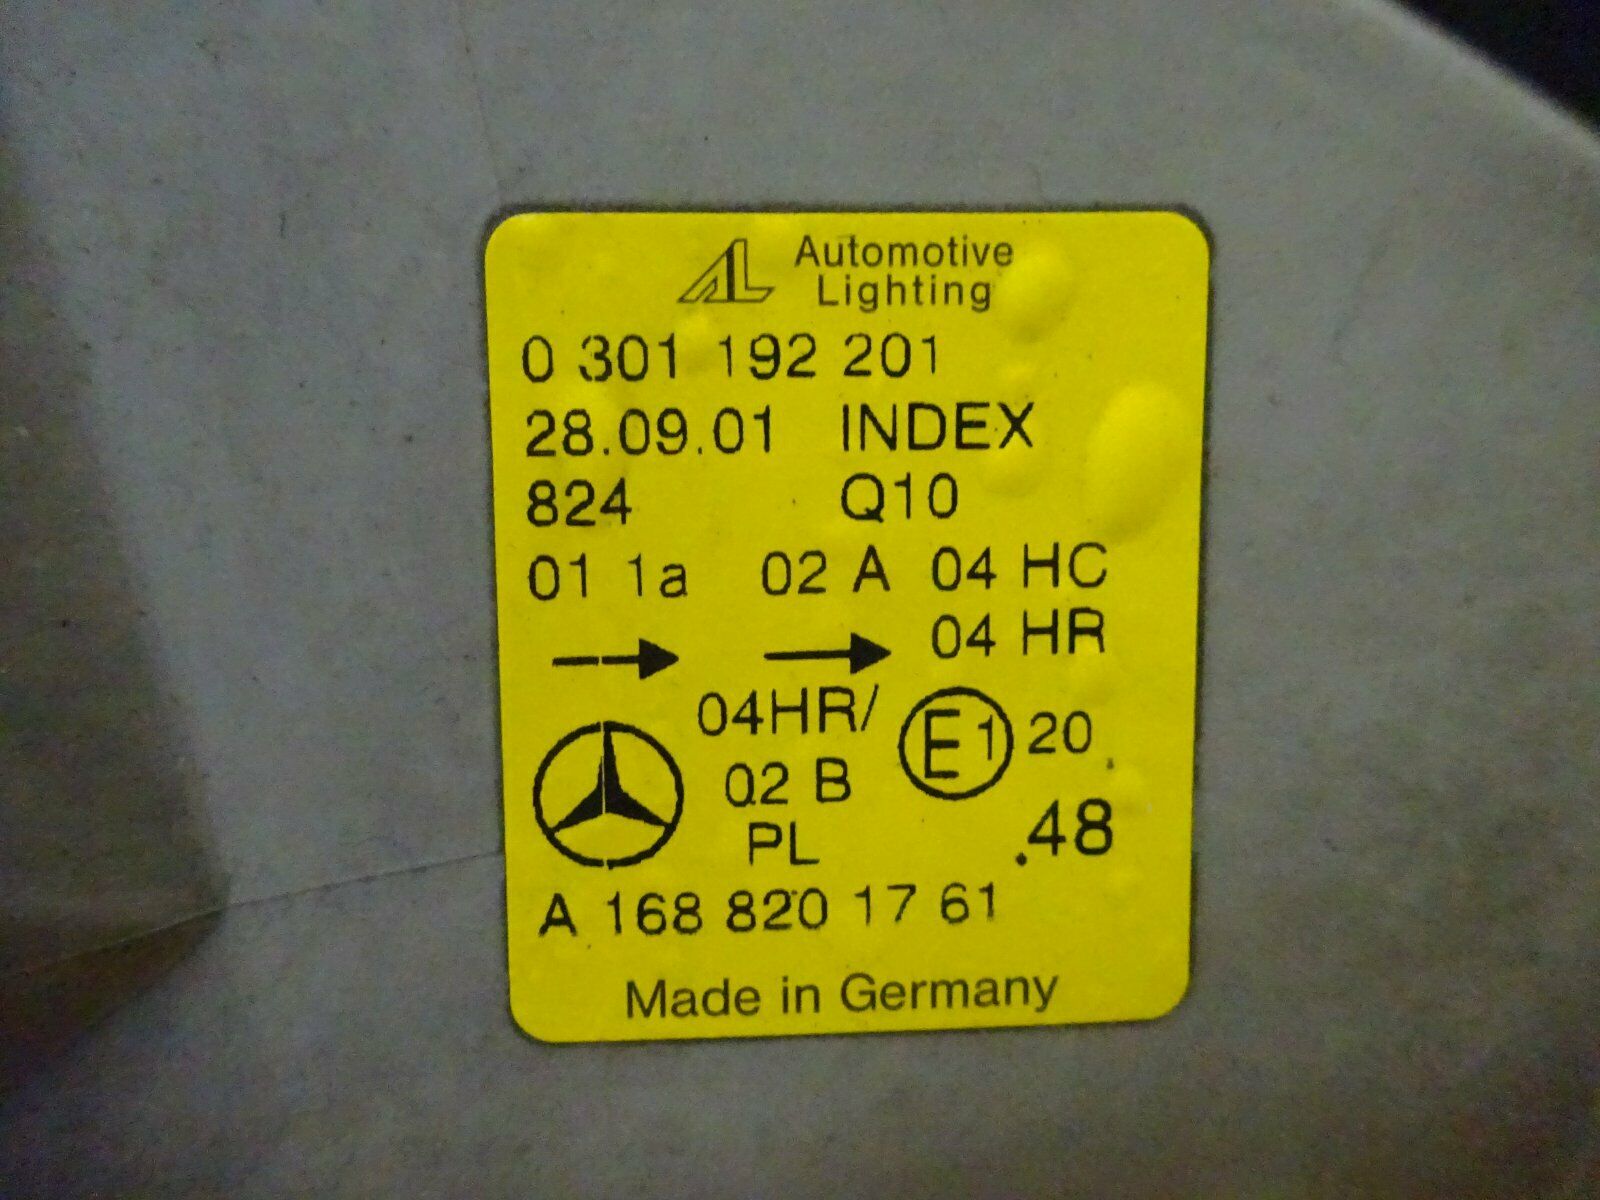 AL Automotive
Lighting
0 301 192 201
28.09.01 INDEX
824 Q10
01 1a 02 A 04 HC
04 HR
04HR/ E1 20
02 B
PL .48
A 168 820 17 61
Made in Germany